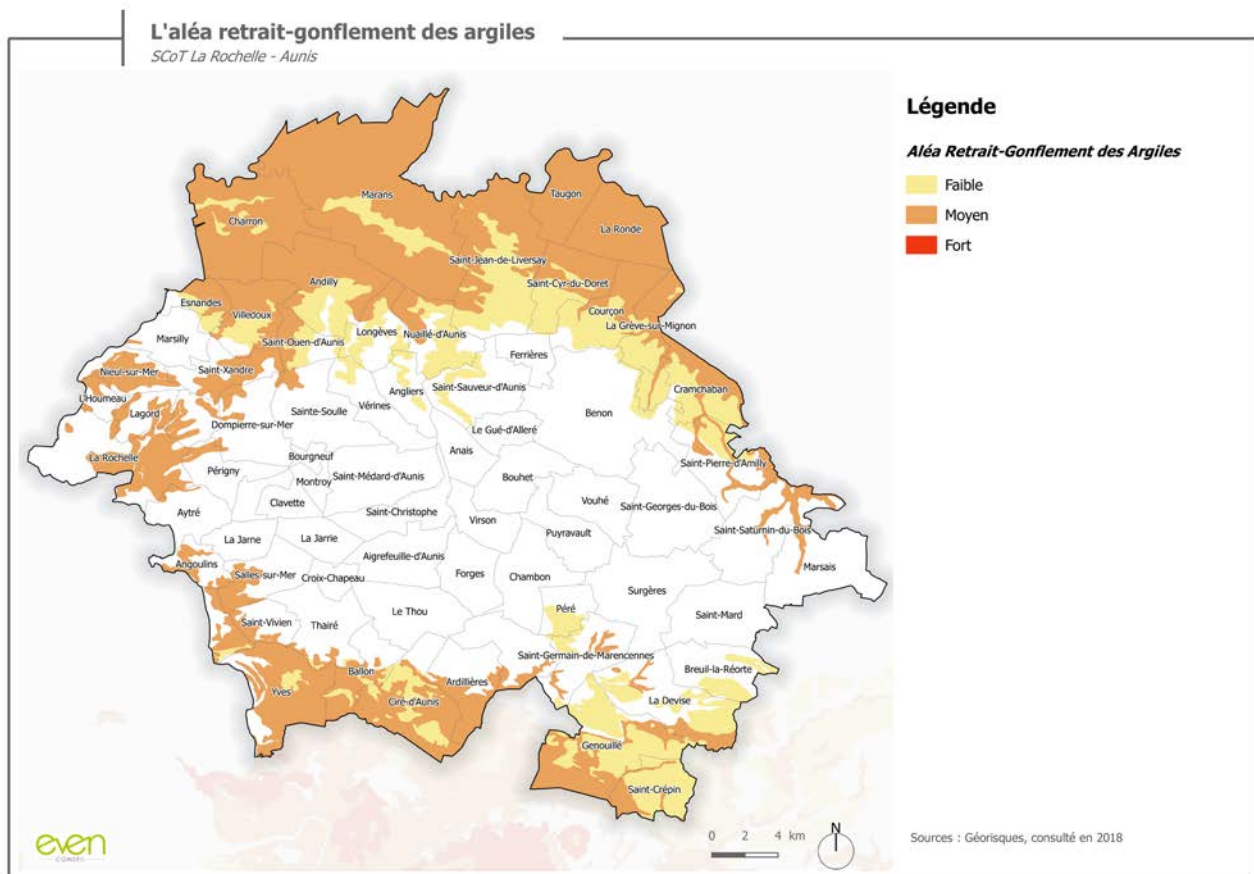 L'aléa retrait-gonflement des argiles
SCoT La Rochelle - Aunis
Légende
Aléa Retrait-Gonflement des Argiles
Faible
Moyen
Fort
Marans
Taugon
La Ronde
Charron
Saint-Jean-de-Liversay
Saint-Cyr-du-Doret
Andilly
Esnandes
Villedoux
Courçon
La Grève-sur-Mignon
Marsilly
Saint-Ouen-d'Aunis
Longèves
Nuaillé-d'Aunis
Ferrières
Nieul-sur-Mer
Saint-Xandre
Cramchaban
L'Houmeau
Angliers
Saint-Sauveur-d'Aunis
Lagord
Sainte-Soulle
Vérines
Benon
Dompierre-sur-Mer
Le Gué-d'Alleré
La Rochelle
Bourgneuf
Anais
Saint-Pierre-d'Amilly
Périgny
Montroy
Saint-Médard-d'Aunis
Bouhet
Clavette
Vouhé
Saint-Georges-du-Bois
Aytré
Saint-Christophe
Virson
Saint-Saturnin-du-Bois
La Jarne
La Jarrie
Puyravault
Aigrefeuille-d'Aunis
Angoulins
Marsais
Salles-sur-Mer
Croix-Chapeau
Forges
Chambon
Surgères
Le Thou
Péré
Saint-Mard
Saint-Vivien
Thairé
Saint-Germain-de-Marencennes
Ballon
Ardillières
Breuil-la-Réorte
Yves
Ciré-d'Aunis
La Devise
Genouillé
Saint-Crépin
even
CONSEIL
0 2 4 km
N
Sources : Géorisques, consulté en 2018